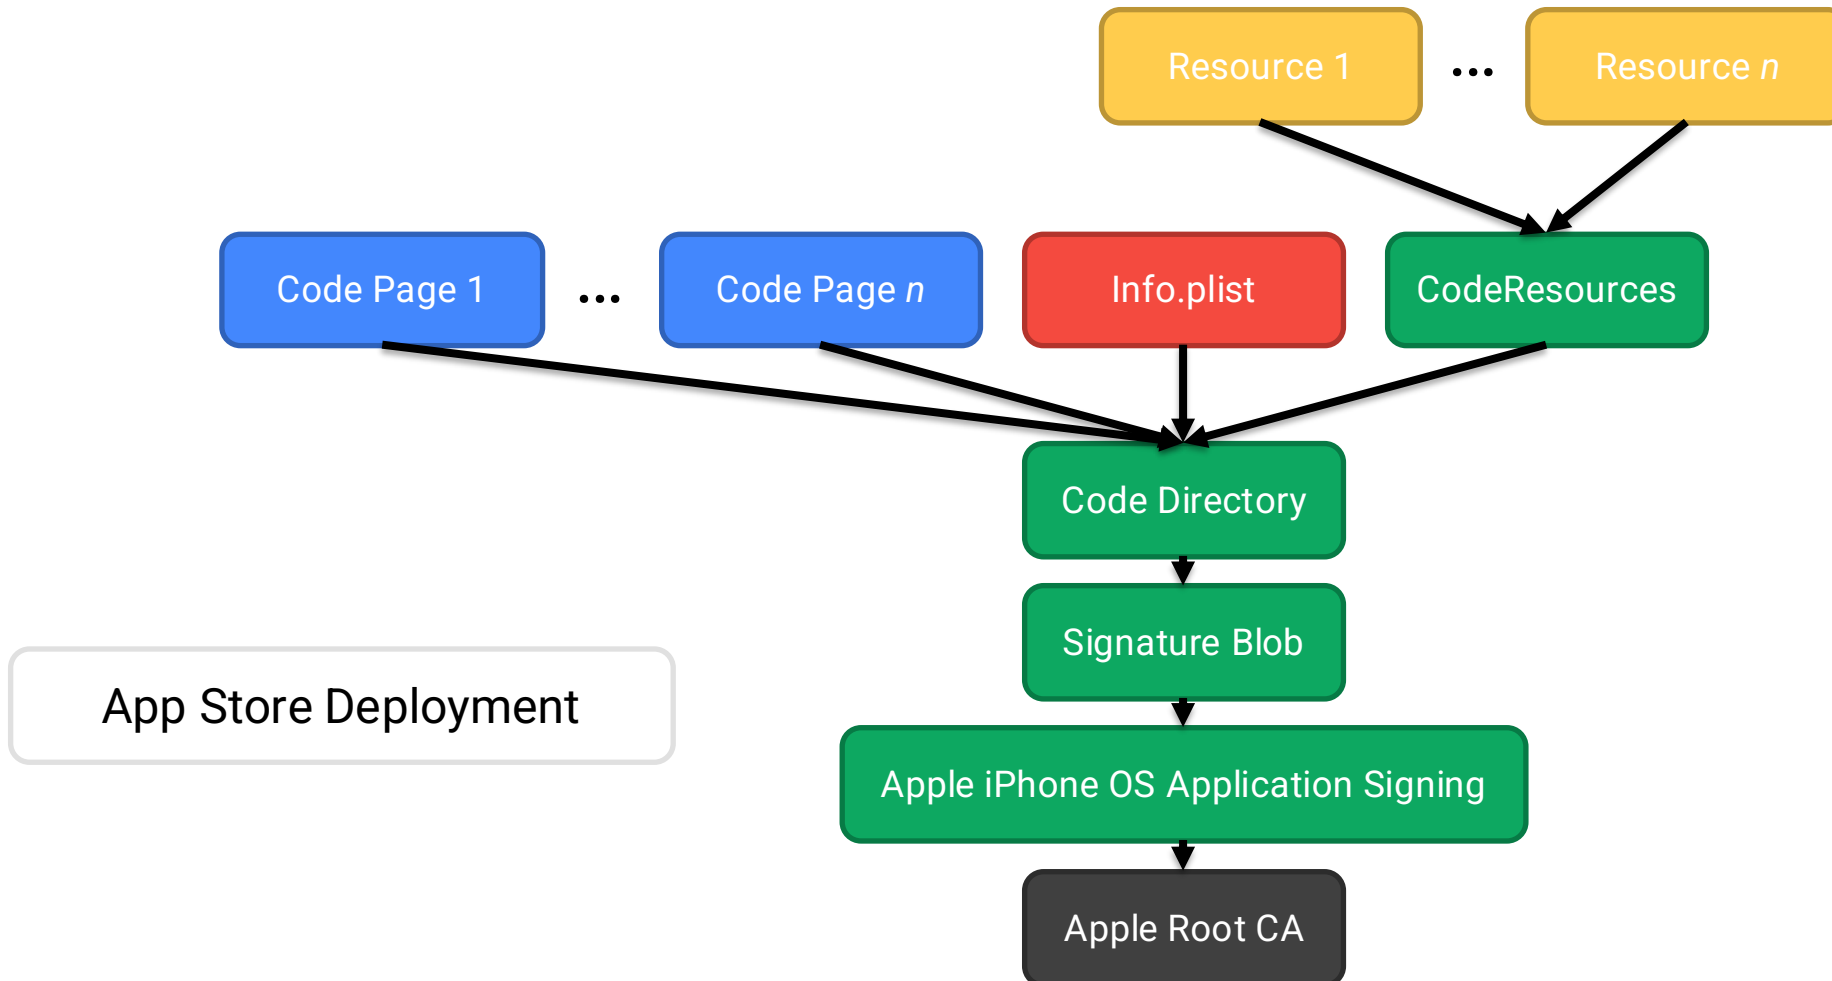 Resource 1
...
Resource n
Code Page 1
...
Code Page n
Info.plist
CodeResources
Code Directory
Signature Blob
App Store Deployment
Apple iPhone OS Application Signing
Apple Root CA